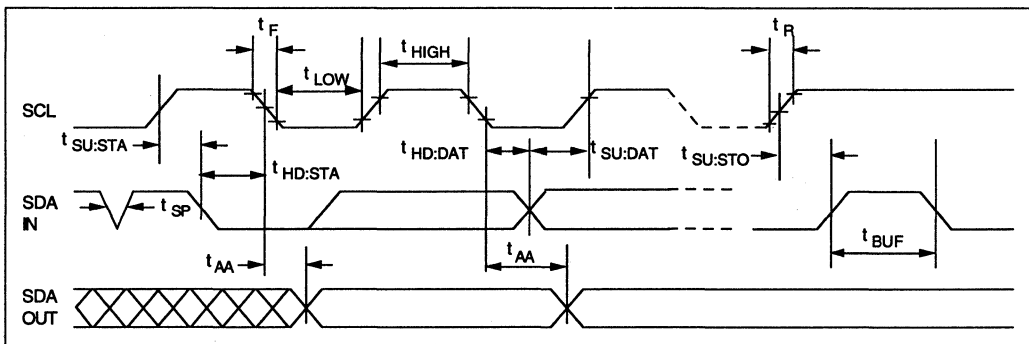 t F
t R
t HIGH
t LOW
SCL
t SU:STA
t HD:DAT
t SU:DAT
t SU:STO
t HD:STA
SDA
IN
t SP
t BUF
t AA
t AA
SDA
OUT